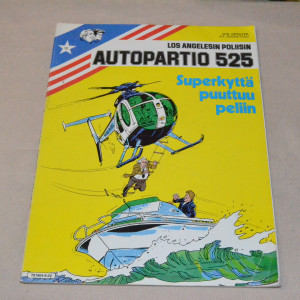 LOS ANGELESIN POLIISIN
AUTOPARTIO 525
Superkyttä
puuttuu
peliin